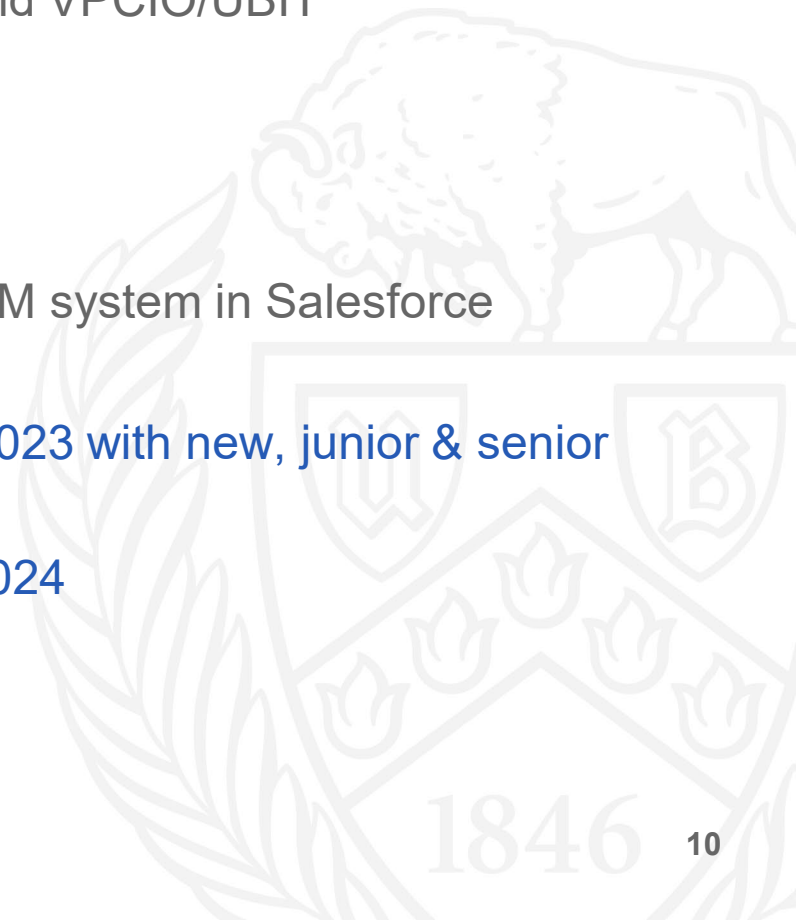 VPCIO/UBIT
M system in Salesforce
023 with new, junior & senior
024
U B
1846
10